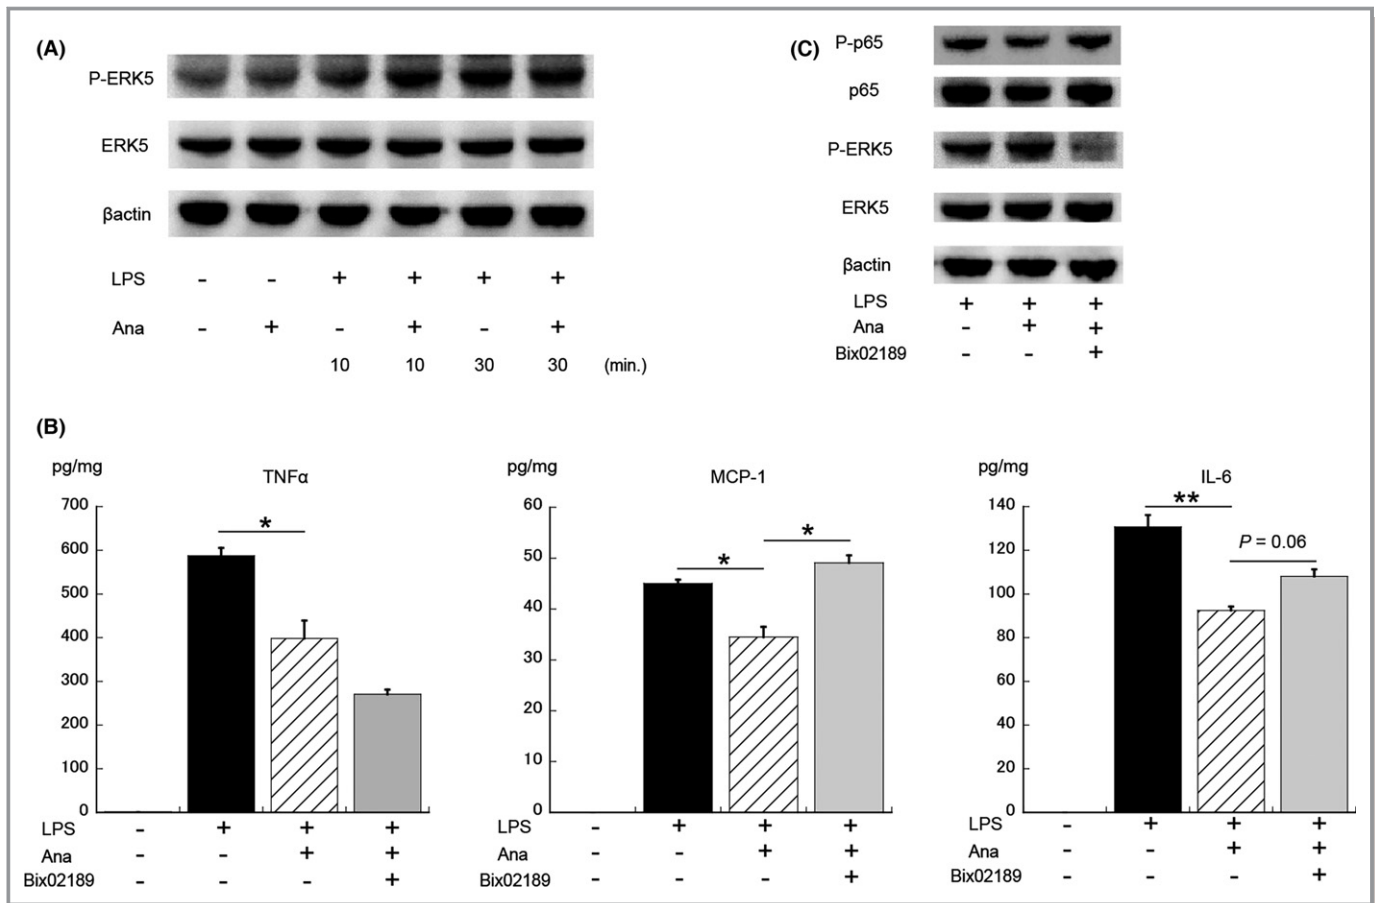 (A)
P-ERK5
ERK5
βactin
LPS - - + + + +
Ana - + - + - +
10 10 30 30 (min.)
(C)
P-p65
p65
P-ERK5
ERK5
βactin
LPS + + +
Ana - + +
Bix02189 - - +
(B)
pg/mg
TNFα
700
600
500
400
300
200
100
0
*
LPS - + + +
Ana - - + +
Bix02189 - - - +
pg/mg
MCP-1
60
50
40
30
20
10
0
*
*
LPS - + + +
Ana - - + +
Bix02189 - - - +
pg/mg
IL-6
140
120
100
80
60
40
20
0
**
P = 0.06
LPS - + + +
Ana - - + +
Bix02189 - - - +